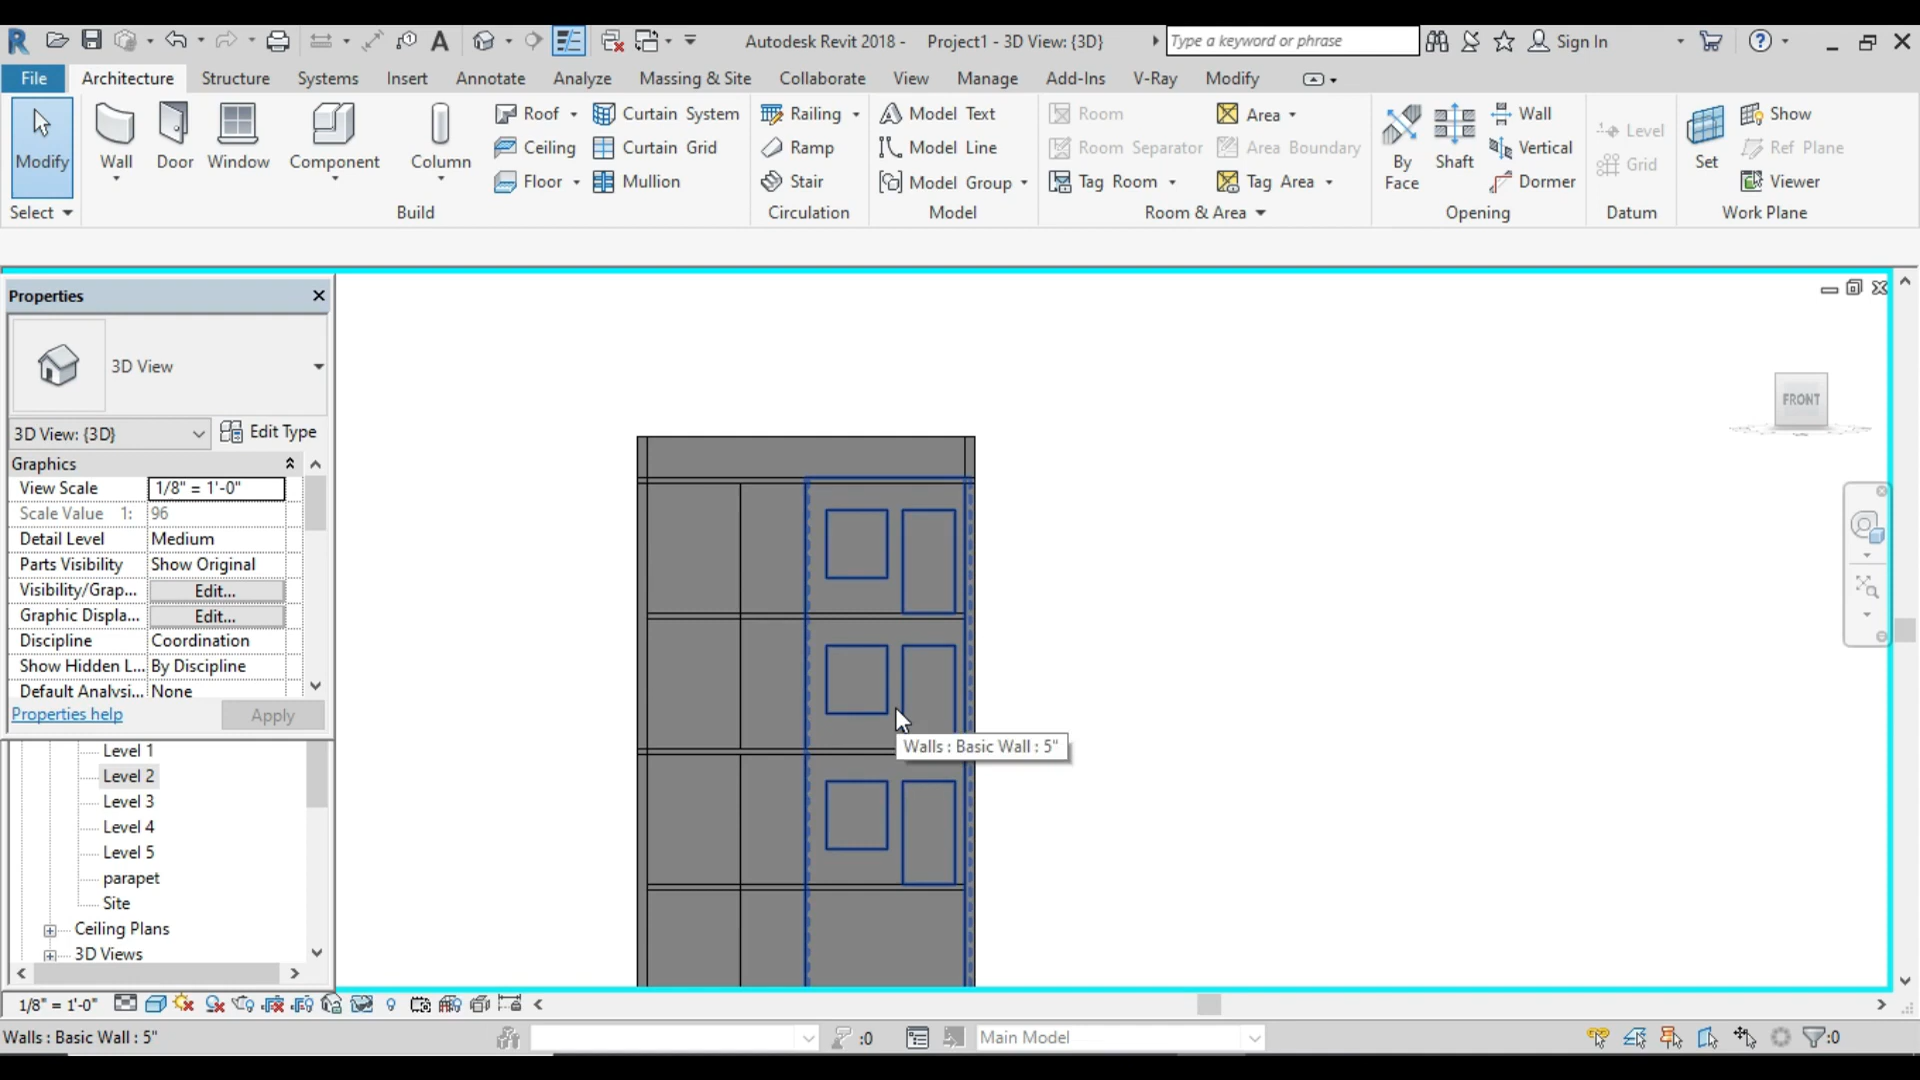 Autodesk Revit 2018 - Project1 - 3D View: {3D}
Type a keyword or phrase
Sign In
File Architecture Structure Systems Insert Annotate Analyze Massing & Site Collaborate View Manage Add-Ins V-Ray Modify
Modify
Wall
Door
Window
Component
Column
Roof
Ceiling
Floor
Curtain System
Curtain Grid
Mullion
Railing
Ramp
Stair
Model Text
Model Line
Model Group
Room
Room Separator
Tag Room
Area
Area Boundary
Tag Area
By
Face
Shaft
Wall
Vertical
Dormer
Level
Grid
Set
Show
Ref Plane
Viewer
Select Build Circulation Model Room & Area Opening Datum Work Plane
Properties
3D View
3D View: {3D} Edit Type
Graphics
View Scale 1/8" = 1'-0"
Scale Value 1: 96
Detail Level Medium
Parts Visibility Show Original
Visibility/Grap... Edit...
Graphic Displa... Edit...
Discipline Coordination
Show Hidden L... By Discipline
Default Analysi... None
Properties help Apply
Level 1
Level 2
Level 3
Level 4
Level 5
parapet
Site
Ceiling Plans
3D Views
FRONT
Walls : Basic Wall : 5"
1/8" = 1'-0"
Walls : Basic Wall : 5" :0 Main Model :0